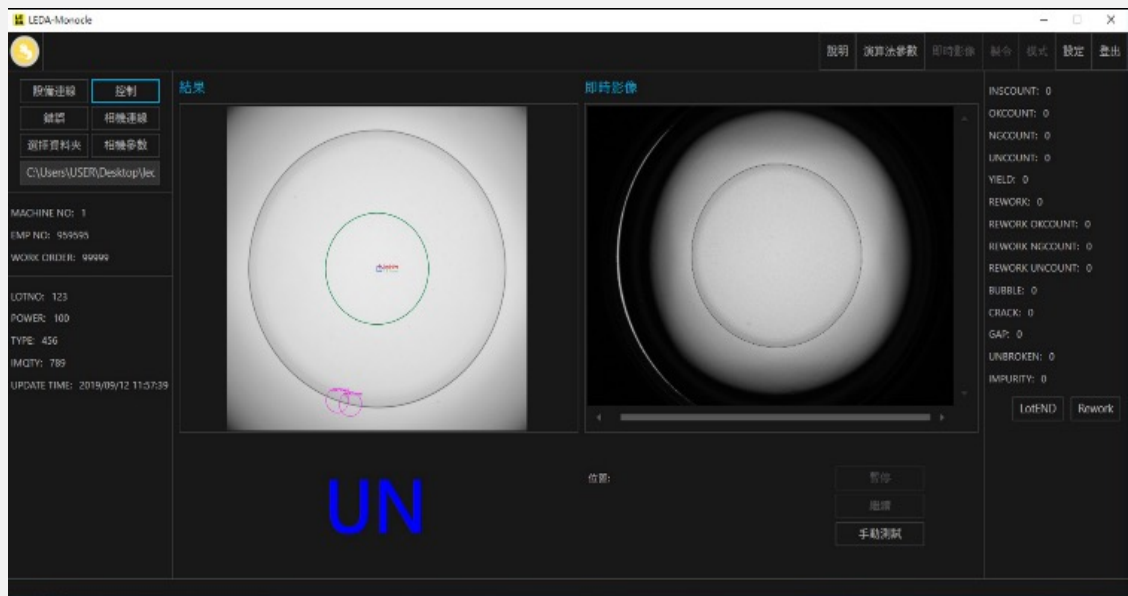 LEDA-Monocle
說明 演算法參數 即時影像 製令 模式 設定 登出
設備連線 控制
錯誤 相機連線
選擇資料夾 相機參數
C:\Users\USER\Desktop\lec
MACHINE NO: 1
EMP NO: 959595
WORK ORDER: 99999
LOTNO: 123
POWER: 100
TYPE: 456
IMQTY: 789
UPDATE TIME: 2019/09/12 11:57:39
結果
UN
即時影像
位置:
暫停
繼續
手動測試
INSCOUNT: 0
OKCOUNT: 0
NGCOUNT: 0
UNCOUNT: 0
YIELD: 0
REWORK: 0
REWORK OKCOUNT: 0
REWORK NGCOUNT: 0
REWORK UNCOUNT: 0
BUBBLE: 0
CRACK: 0
GAP: 0
UNBROKEN: 0
IMPURITY: 0
LotEND Rework